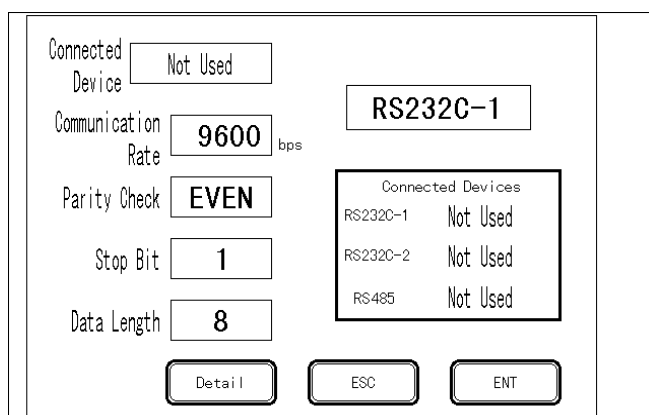 Connected
Device
Not Used
RS232C-1
Communication
Rate
9600
bps
Parity Check
EVEN
Stop Bit
1
Data Length
8
Connected Devices
RS232C-1 Not Used
RS232C-2 Not Used
RS485 Not Used
Detail
ESC
ENT